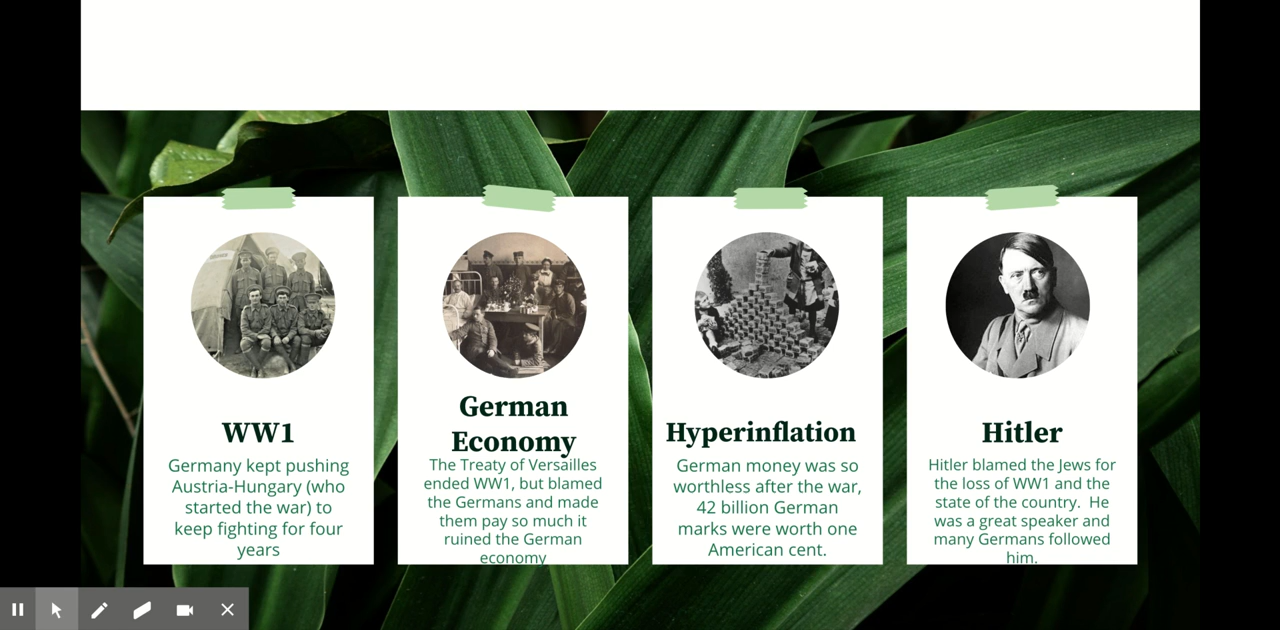 WW1
Germany kept pushing
Austria-Hungary (who
started the war) to
keep fighting for four
years
German
Economy
The Treaty of Versailles
ended WW1, but blamed
the Germans and made
them pay so much it
ruined the German
economy
Hyperinflation
German money was so
worthless after the war,
42 billion German
marks were worth one
American cent.
Hitler
Hitler blamed the Jews for
the loss of WW1 and the
state of the country.  He
was a great speaker and
many Germans followed
him.